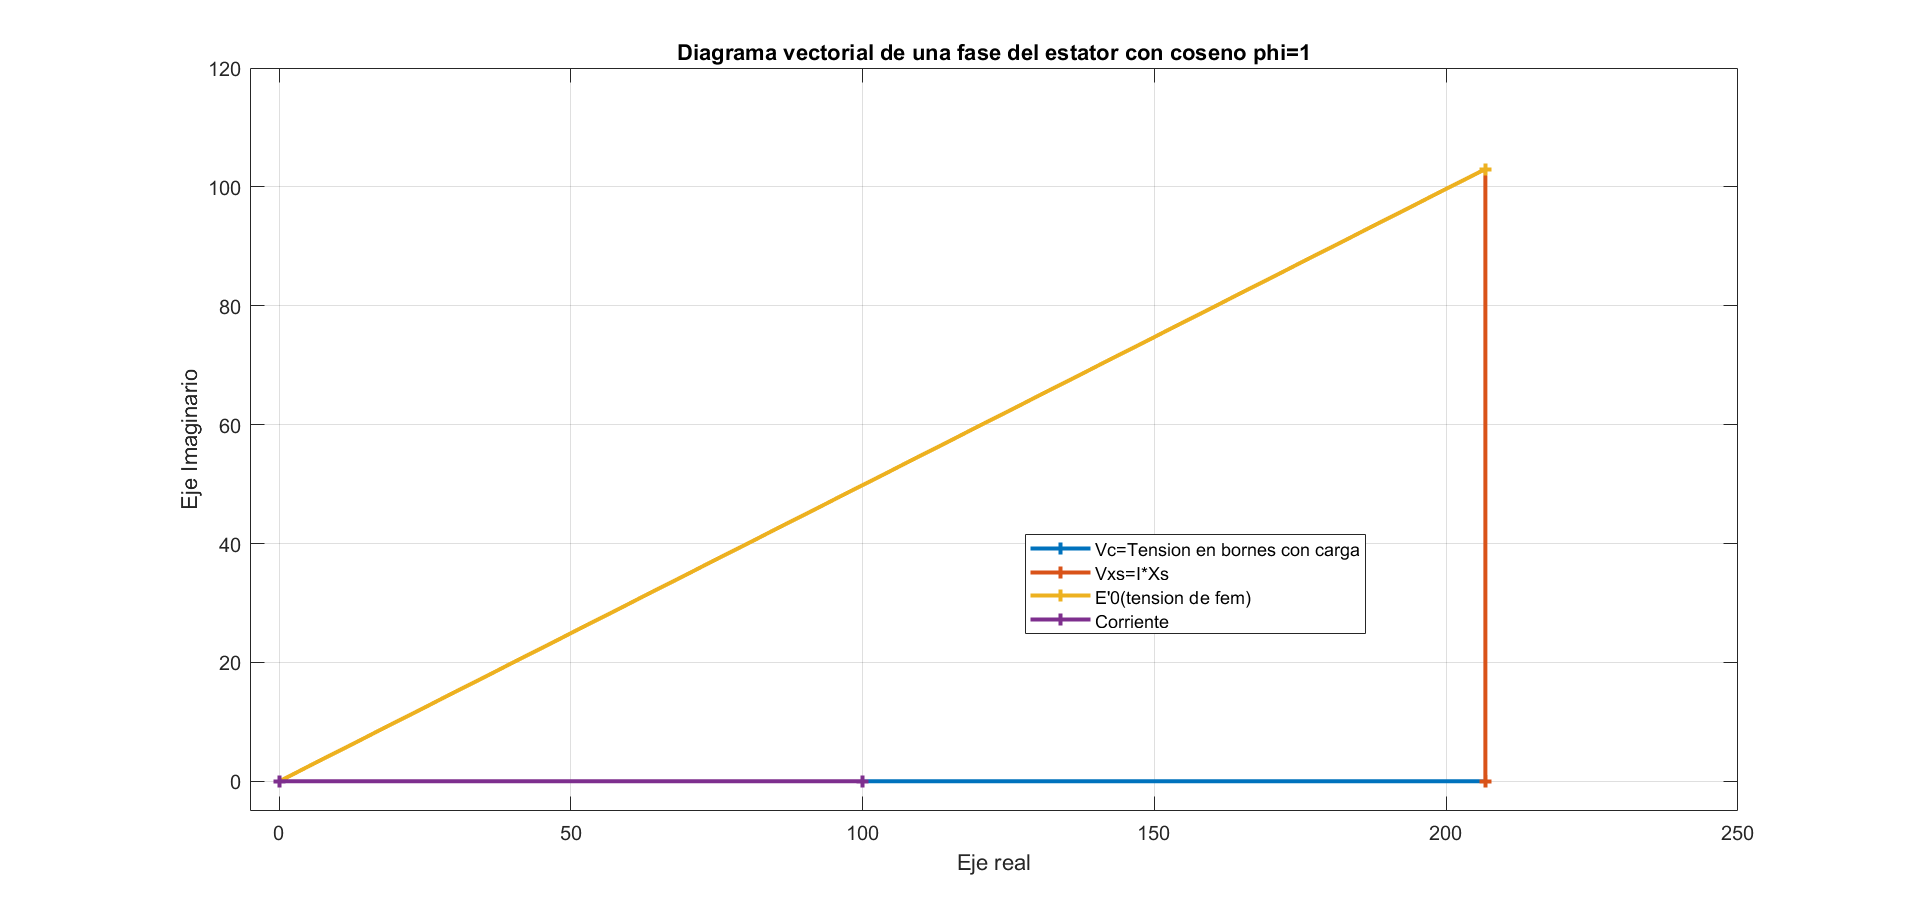 Diagrama vectorial de una fase del estator con coseno phi=1
120
100
80
60
40
20
0
Eje Imaginario
Vc=Tension en bornes con carga
Vxs=I*Xs
E'0(tension de fem)
Corriente
0 50 100 150 200 250
Eje real